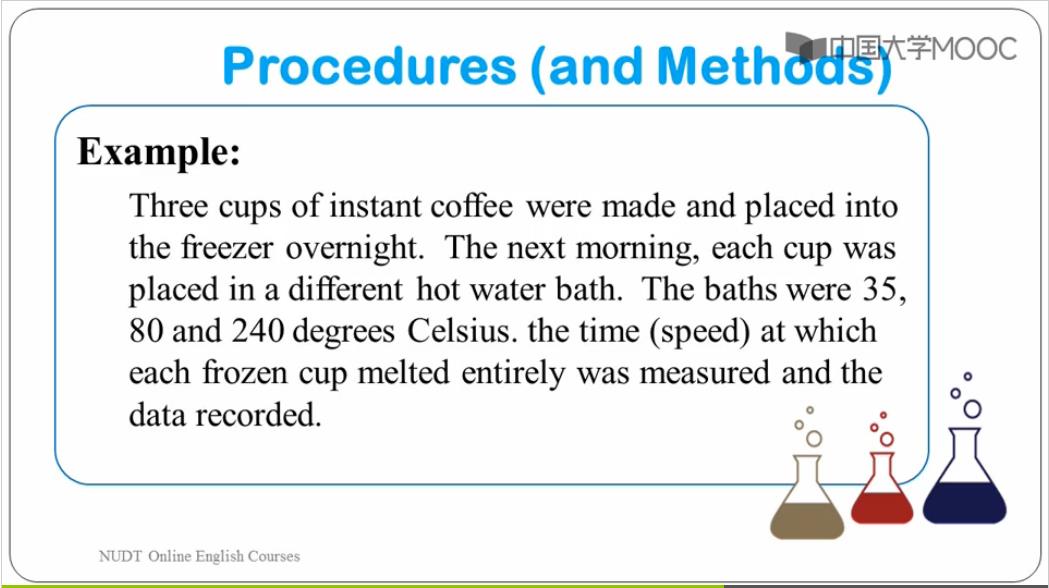 中国大学MOOC
Procedures (and Methods)
Example:
Three cups of instant coffee were made and placed into
the freezer overnight.  The next morning, each cup was
placed in a different hot water bath.  The baths were 35,
80 and 240 degrees Celsius. the time (speed) at which
each frozen cup melted entirely was measured and the
data recorded.
NUDT Online English Courses